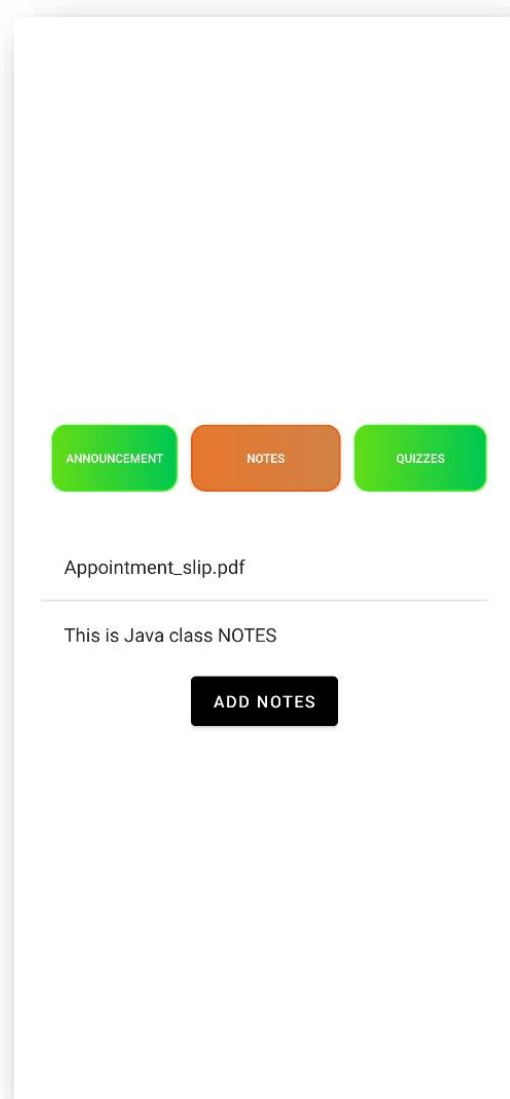 ANNOUNCEMENT NOTES QUIZZES
Appointment_slip.pdf
This is Java class NOTES
ADD NOTES